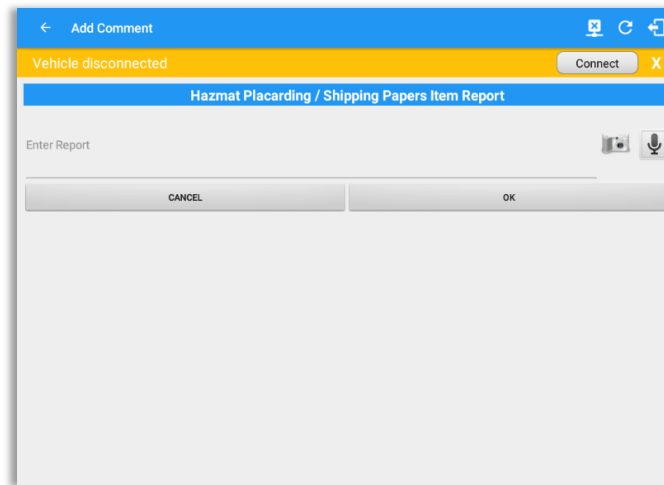 Add Comment
Vehicle disconnected
Connect
X
Hazmat Placarding / Shipping Papers Item Report
Enter Report
CANCEL
OK